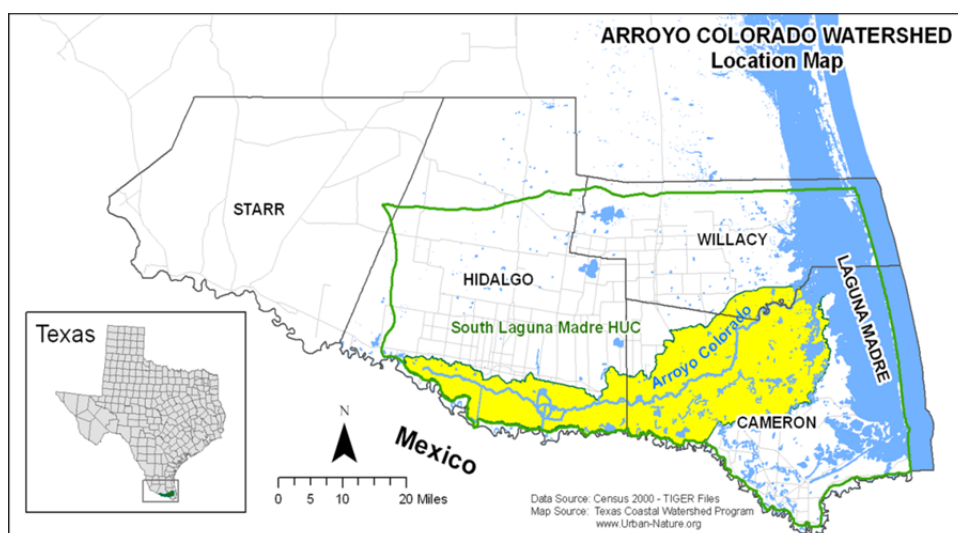 ARROYO COLORADO WATERSHED
Location Map
STARR
WILLACY
HIDALGO
LAGUNA MADRE
South Laguna Madre HUC
Arroyo Colorado
CAMERON
Texas
N
Mexico
0 5 10 20 Miles
Data Source: Census 2000 - TIGER Files
Map Source: Texas Coastal Watershed Program
www.Urban-Nature.org